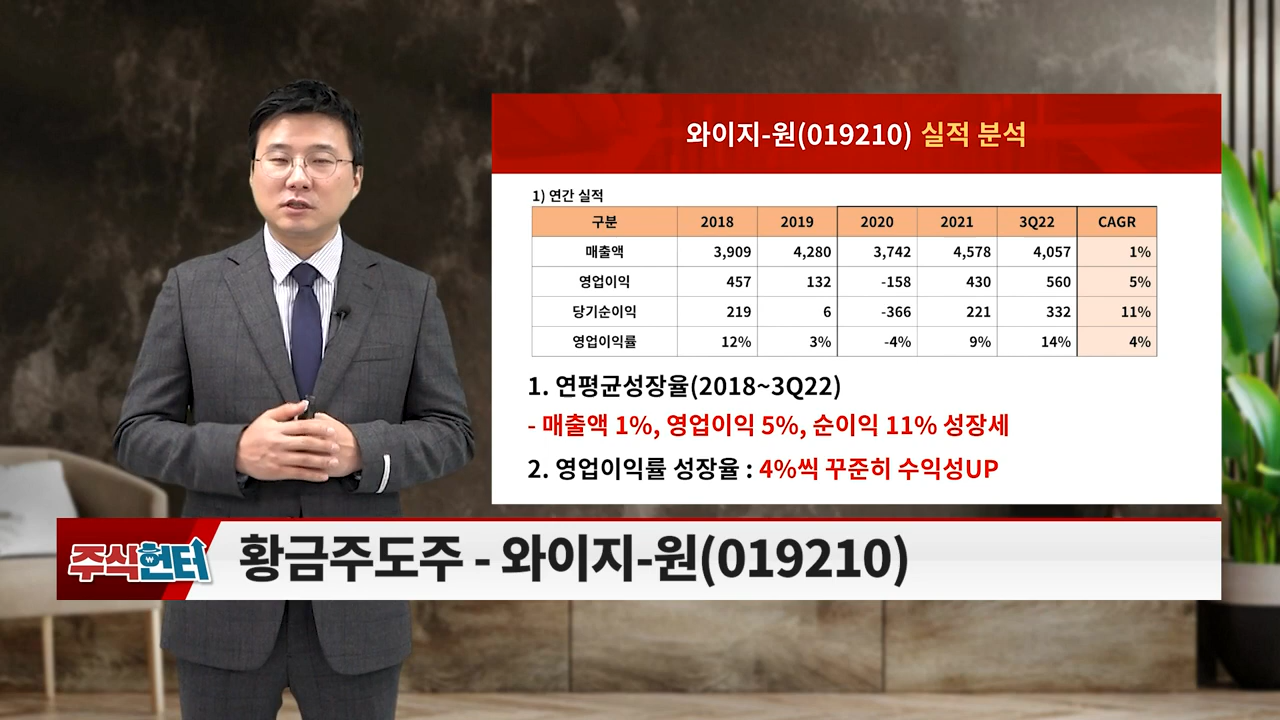 와이지-원(019210) 실적 분석
1) 연간 실적
구분 2018 2019 2020 2021 3Q22 CAGR
매출액 3,909 4,280 3,742 4,578 4,057 1%
영업이익 457 132 -158 430 560 5%
당기순이익 219 6 -366 221 332 11%
영업이익률 12% 3% -4% 9% 14% 4%
1. 연평균성장율(2018~3Q22)
- 매출액 1%, 영업이익 5%, 순이익 11% 성장세
2. 영업이익률 성장율 : 4%씩 꾸준히 수익성UP
주식헌터 황금주도주 - 와이지-원(019210)